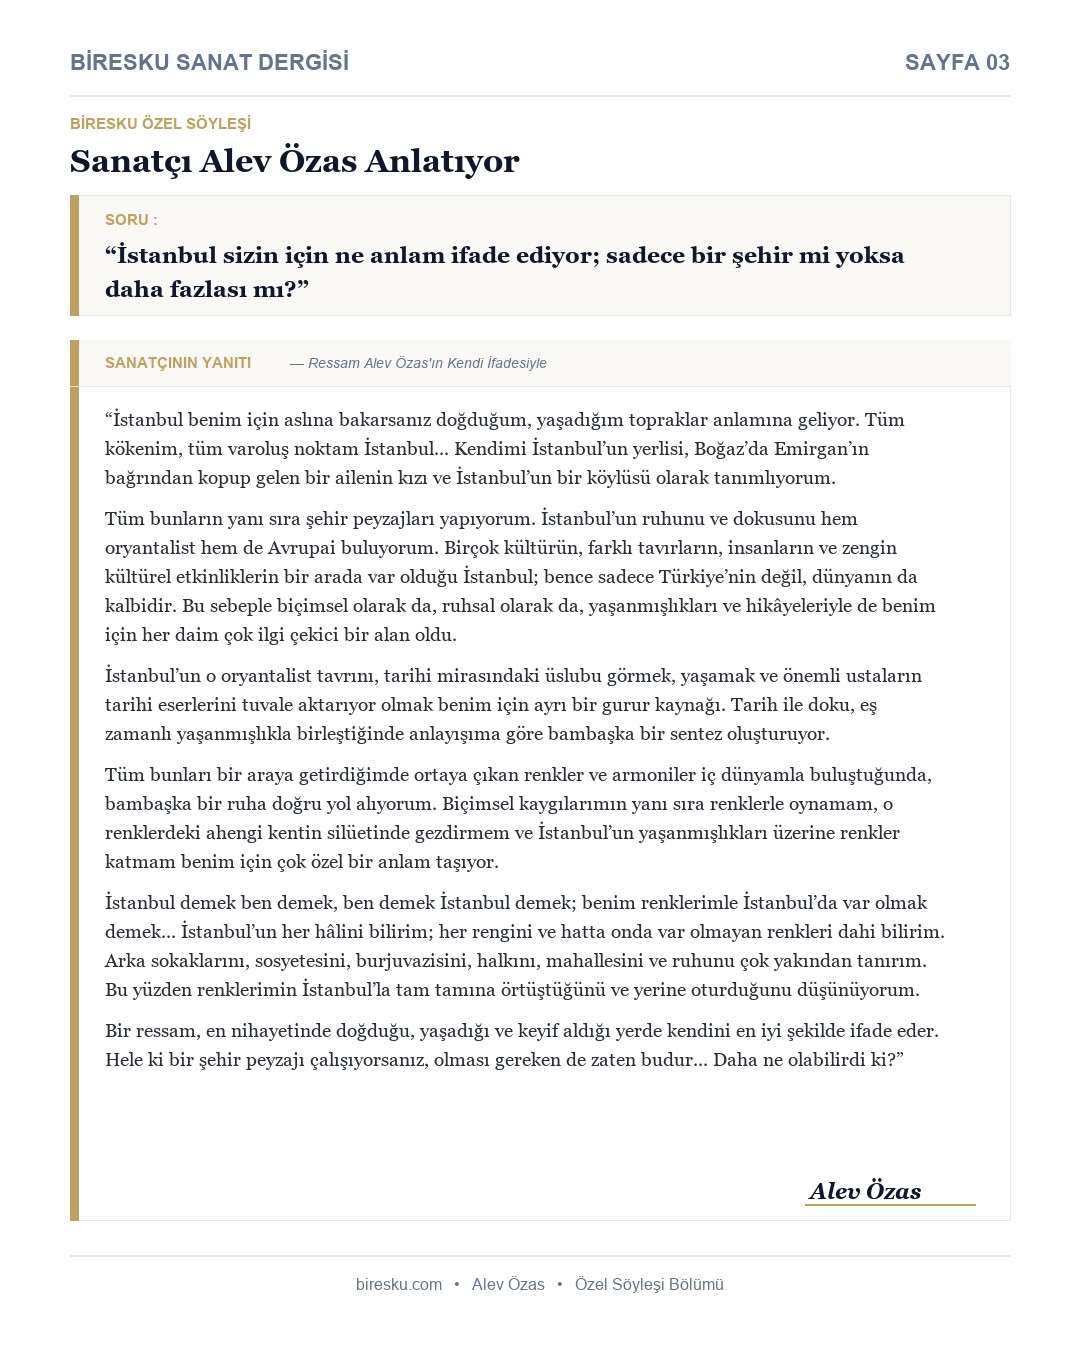 BİRESKU SANAT DERGİSİ
SAYFA 03
BİRESKU ÖZEL SÖYLEŞİ
Sanatçı Alev Özas Anlatıyor
SORU :
“İstanbul sizin için ne anlam ifade ediyor; sadece bir şehir mi yoksa
daha fazlası mı?”
SANATÇININ YANITI — Ressam Alev Özas'ın Kendi İfadesiyle
“İstanbul benim için aslına bakarsanız doğduğum, yaşadığım topraklar anlamına geliyor. Tüm
kökenim, tüm varoluş noktam İstanbul... Kendimi İstanbul’un yerlisi, Boğaz’da Emirgan’ın
bağrından kopup gelen bir ailenin kızı ve İstanbul’un bir köylüsü olarak tanımlıyorum.
Tüm bunların yanı sıra şehir peyzajları yapıyorum. İstanbul’un ruhunu ve dokusunu hem
oryantalist hem de Avrupai buluyorum. Birçok kültürün, farklı tavırların, insanların ve zengin
kültürel etkinliklerin bir arada var olduğu İstanbul; bence sadece Türkiye’nin değil, dünyanın da
kalbidir. Bu sebeple biçimsel olarak da, ruhsal olarak da, yaşanmışlıkları ve hikâyeleriyle de benim
için her daim çok ilgi çekici bir alan oldu.
İstanbul’un o oryantalist tavrını, tarihi mirasındaki üslubu görmek, yaşamak ve önemli ustaların
tarihi eserlerini tuvale aktarıyor olmak benim için ayrı bir gurur kaynağı. Tarih ile doku, eş
zamanlı yaşanmışlıkla birleştiğinde anlayışıma göre bambaşka bir sentez oluşturuyor.
Tüm bunları bir araya getirdiğimde ortaya çıkan renkler ve armoniler iç dünyamla buluştuğunda,
bambaşka bir ruha doğru yol alıyorum. Biçimsel kaygılarımın yanı sıra renklerle oynamam, o
renklerdeki ahengi kentin silüetinde gezdirmem ve İstanbul’un yaşanmışlıkları üzerine renkler
katmam benim için çok özel bir anlam taşıyor.
İstanbul demek ben demek, ben demek İstanbul demek; benim renklerimle İstanbul’da var olmak
demek... İstanbul’un her hâlini bilirim; her rengini ve hatta onda var olmayan renkleri dahi bilirim.
Arka sokaklarını, sosyetesini, burjuvazisini, halkını, mahallesini ve ruhunu çok yakından tanırım.
Bu yüzden renklerimin İstanbul’la tam tamına örtüştüğünü ve yerine oturduğunu düşünüyorum.
Bir ressam, en nihayetinde doğduğu, yaşadığı ve keyif aldığı yerde kendini en iyi şekilde ifade eder.
Hele ki bir şehir peyzajı çalışıyorsanız, olması gereken de zaten budur... Daha ne olabilirdi ki?”
Alev Özas
biresku.com • Alev Özas • Özel Söyleşi Bölümü